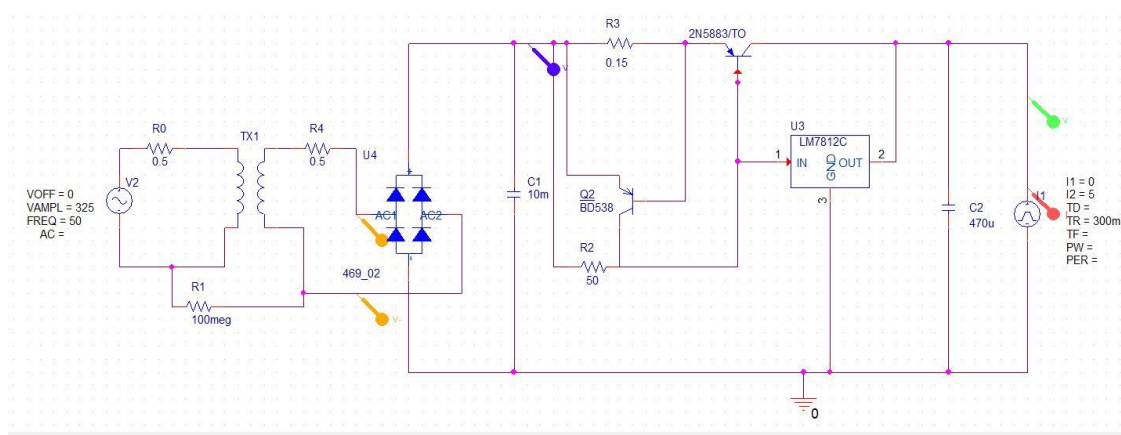 R3
0.15
2N5883/TO
R0
0.5
TX1
R4
0.5
U4
V2
VOFF = 0
VAMPL = 325
FREQ = 50
AC =
AC1
AC2
469_02
R1
100meg
C1
10m
V
Q2
BD538
R2
50
U3
LM7812C
1
IN
OUT
2
GND
3
C2
470u
V
I1
I1 = 0
I2 = 5
TD =
TR = 300m
TF =
PW =
PER =
V-
0